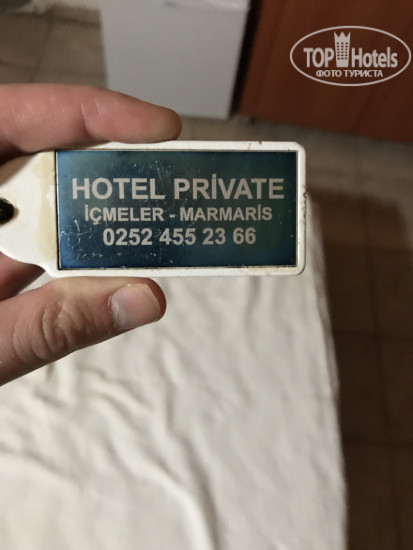 TOP Hotels
ФОТО ТУРИСТА
HOTEL PRİVATE
İÇMELER - MARMARİS
0252 455 23 66